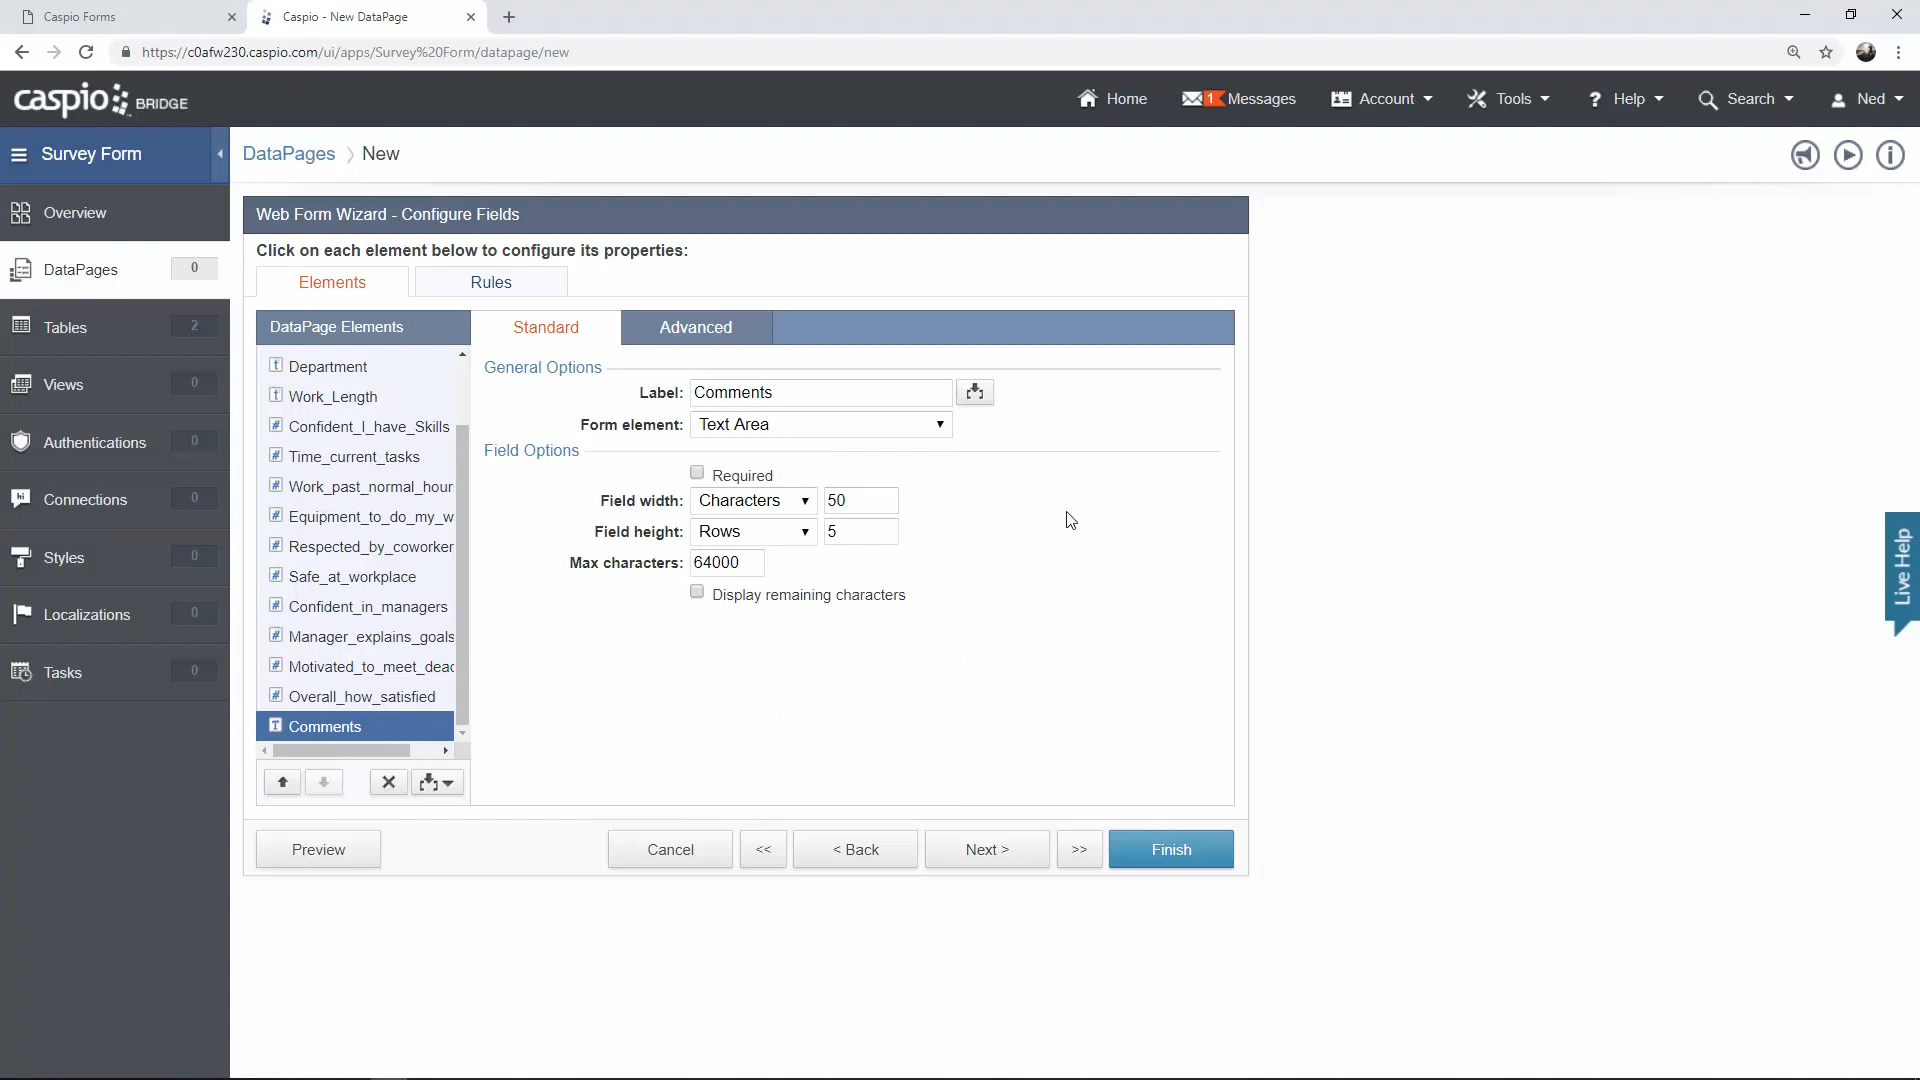 Caspio Forms
Caspio - New DataPage
https://c0afw230.caspio.com/ui/apps/Survey%20Form/datapage/new
caspio BRIDGE
Home
1 Messages
Account
Tools
? Help
Search
Ned
Survey Form
DataPages
New
Overview
DataPages 0
Tables 2
Views 0
Authentications 0
hi Connections 0
Styles 0
Localizations 0
Tasks 0
Web Form Wizard - Configure Fields
Click on each element below to configure its properties:
Elements
Rules
DataPage Elements
Standard
Advanced
Department
Work_Length
Confident_I_have_Skills
Time_current_tasks
Work_past_normal_hour
Equipment_to_do_my_w
Respected_by_coworker
Safe_at_workplace
Confident_in_managers
Manager_explains_goals
Motivated_to_meet_deac
Overall_how_satisfied
Comments
General Options
Label: Comments
Form element: Text Area
Field Options
Required
Field width: Characters 50
Field height: Rows 5
Max characters: 64000
Display remaining characters
Preview
Cancel
<<
< Back
Next >
>>
Finish
Live Help